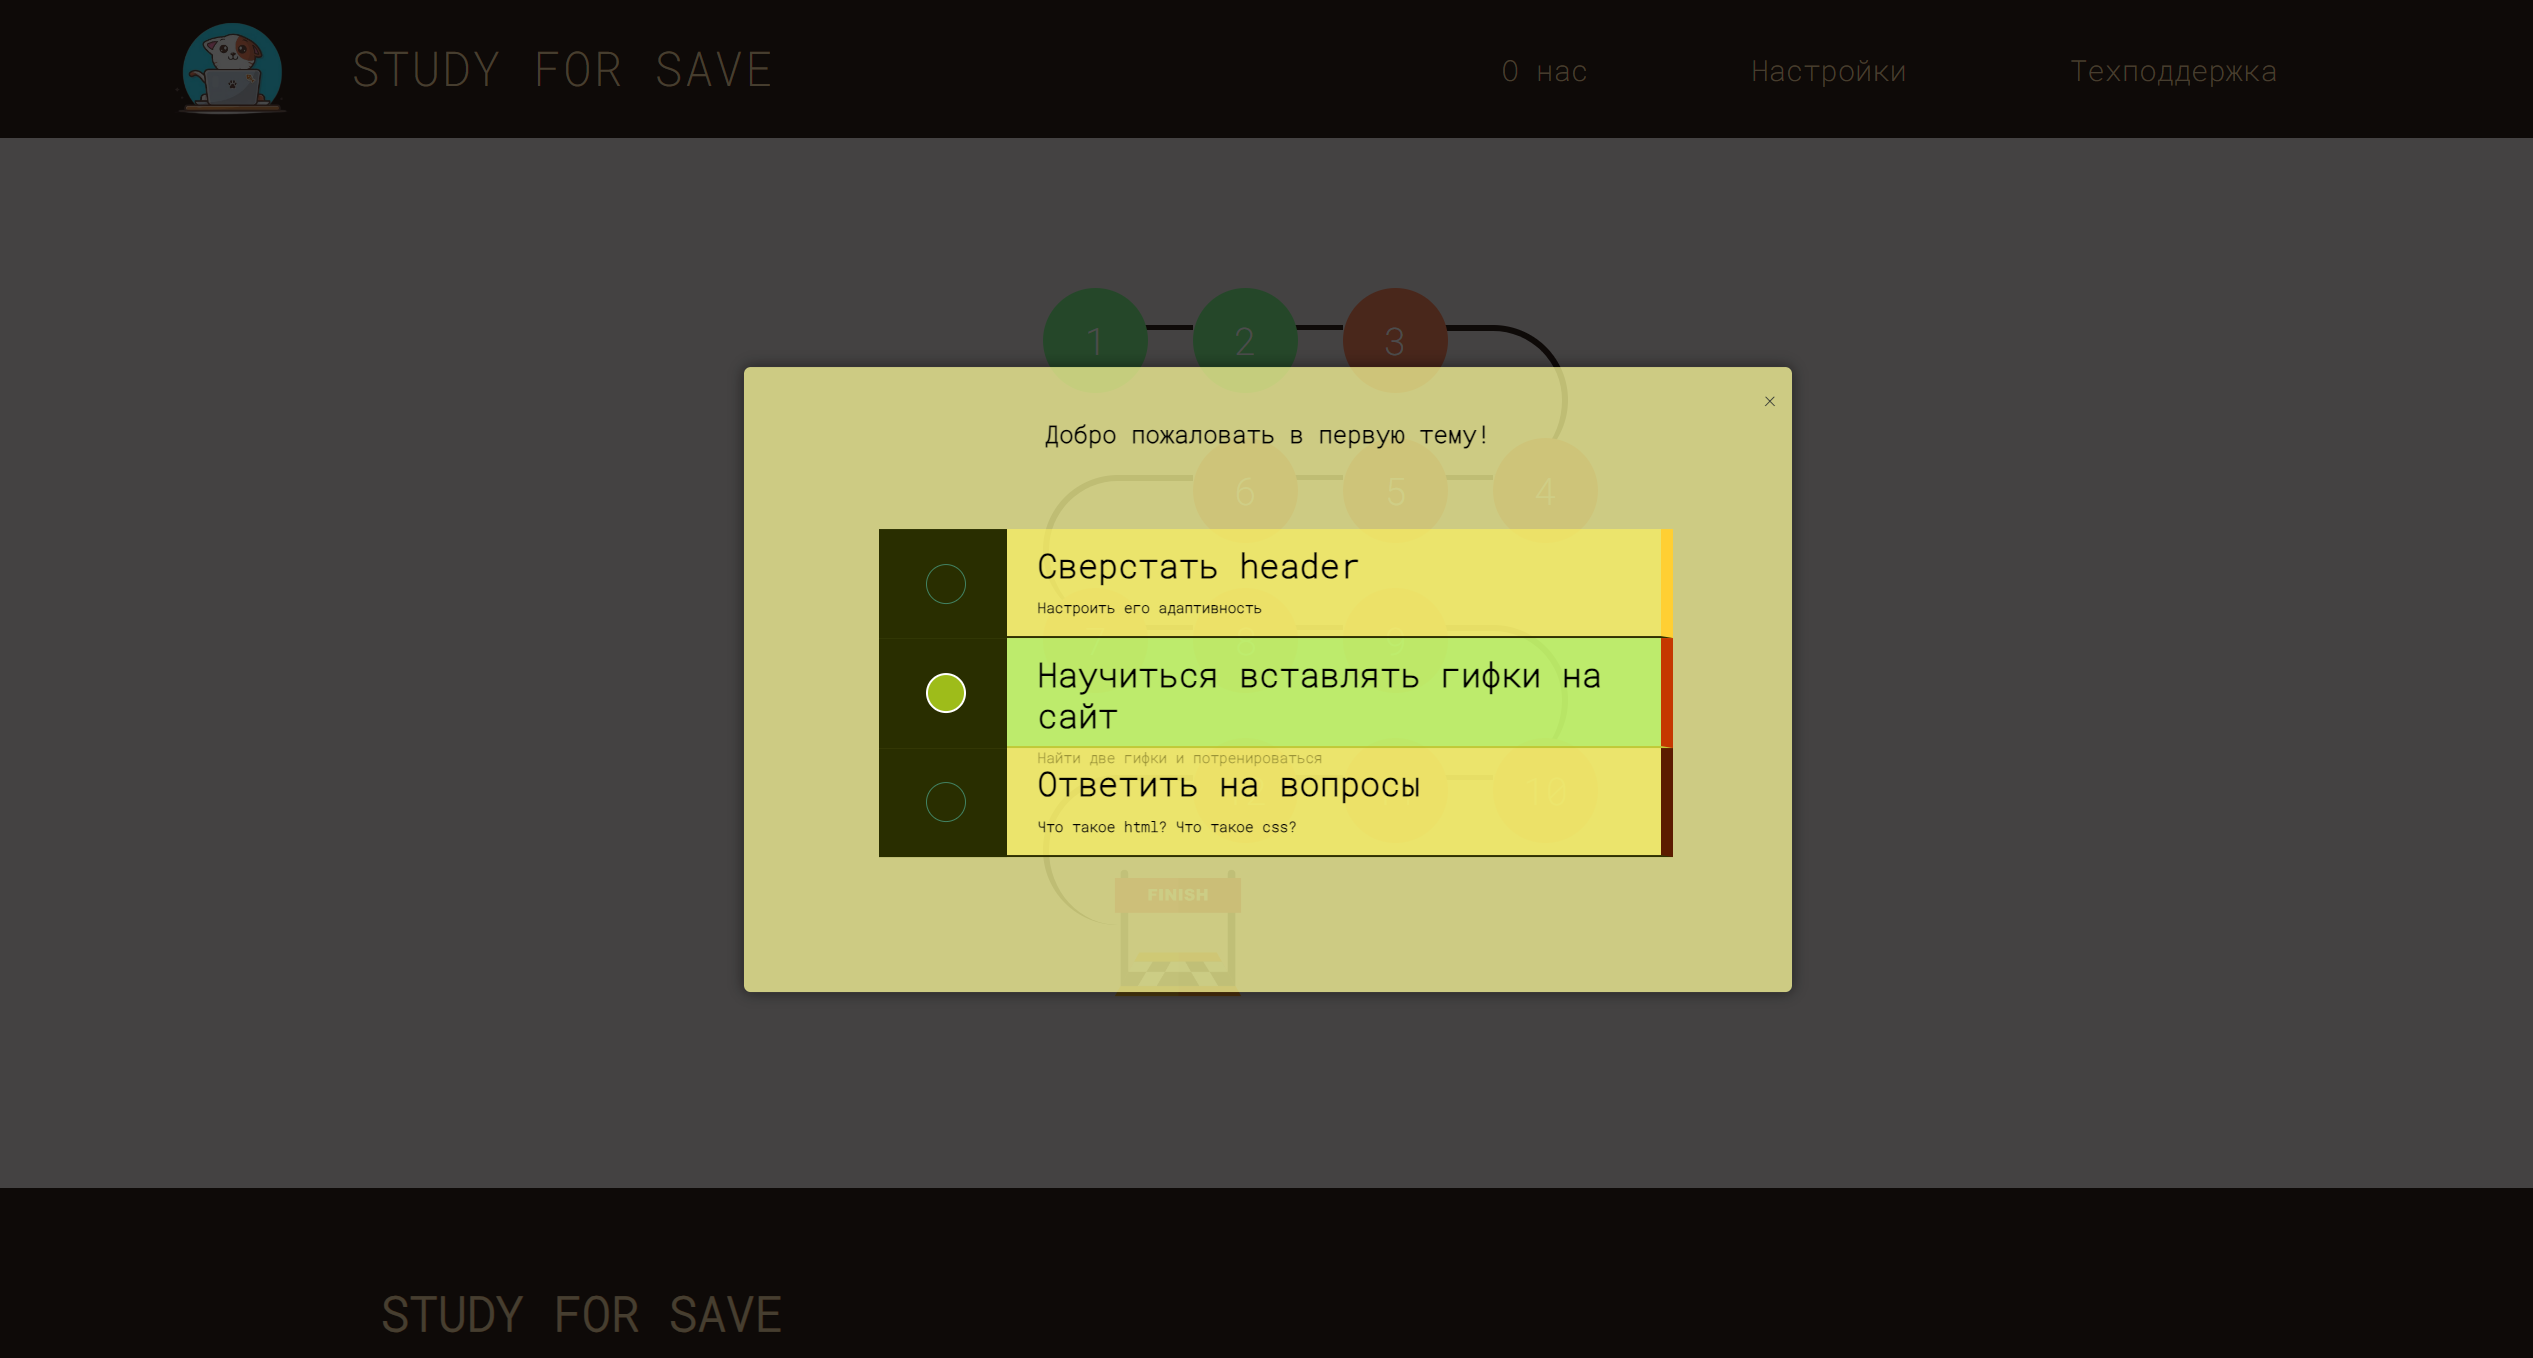 STUDY FOR SAVE
О нас
Настройки
Техподдержка
1
2
3
Добро пожаловать в первую тему!
6
5
4
Сверстать header
Настроить его адаптивность
Научиться вставлять гифки на
сайт
Найти две гифки и потренироваться
Ответить на вопросы
10
Что такое html? Что такое css?
FINISH
STUDY FOR SAVE